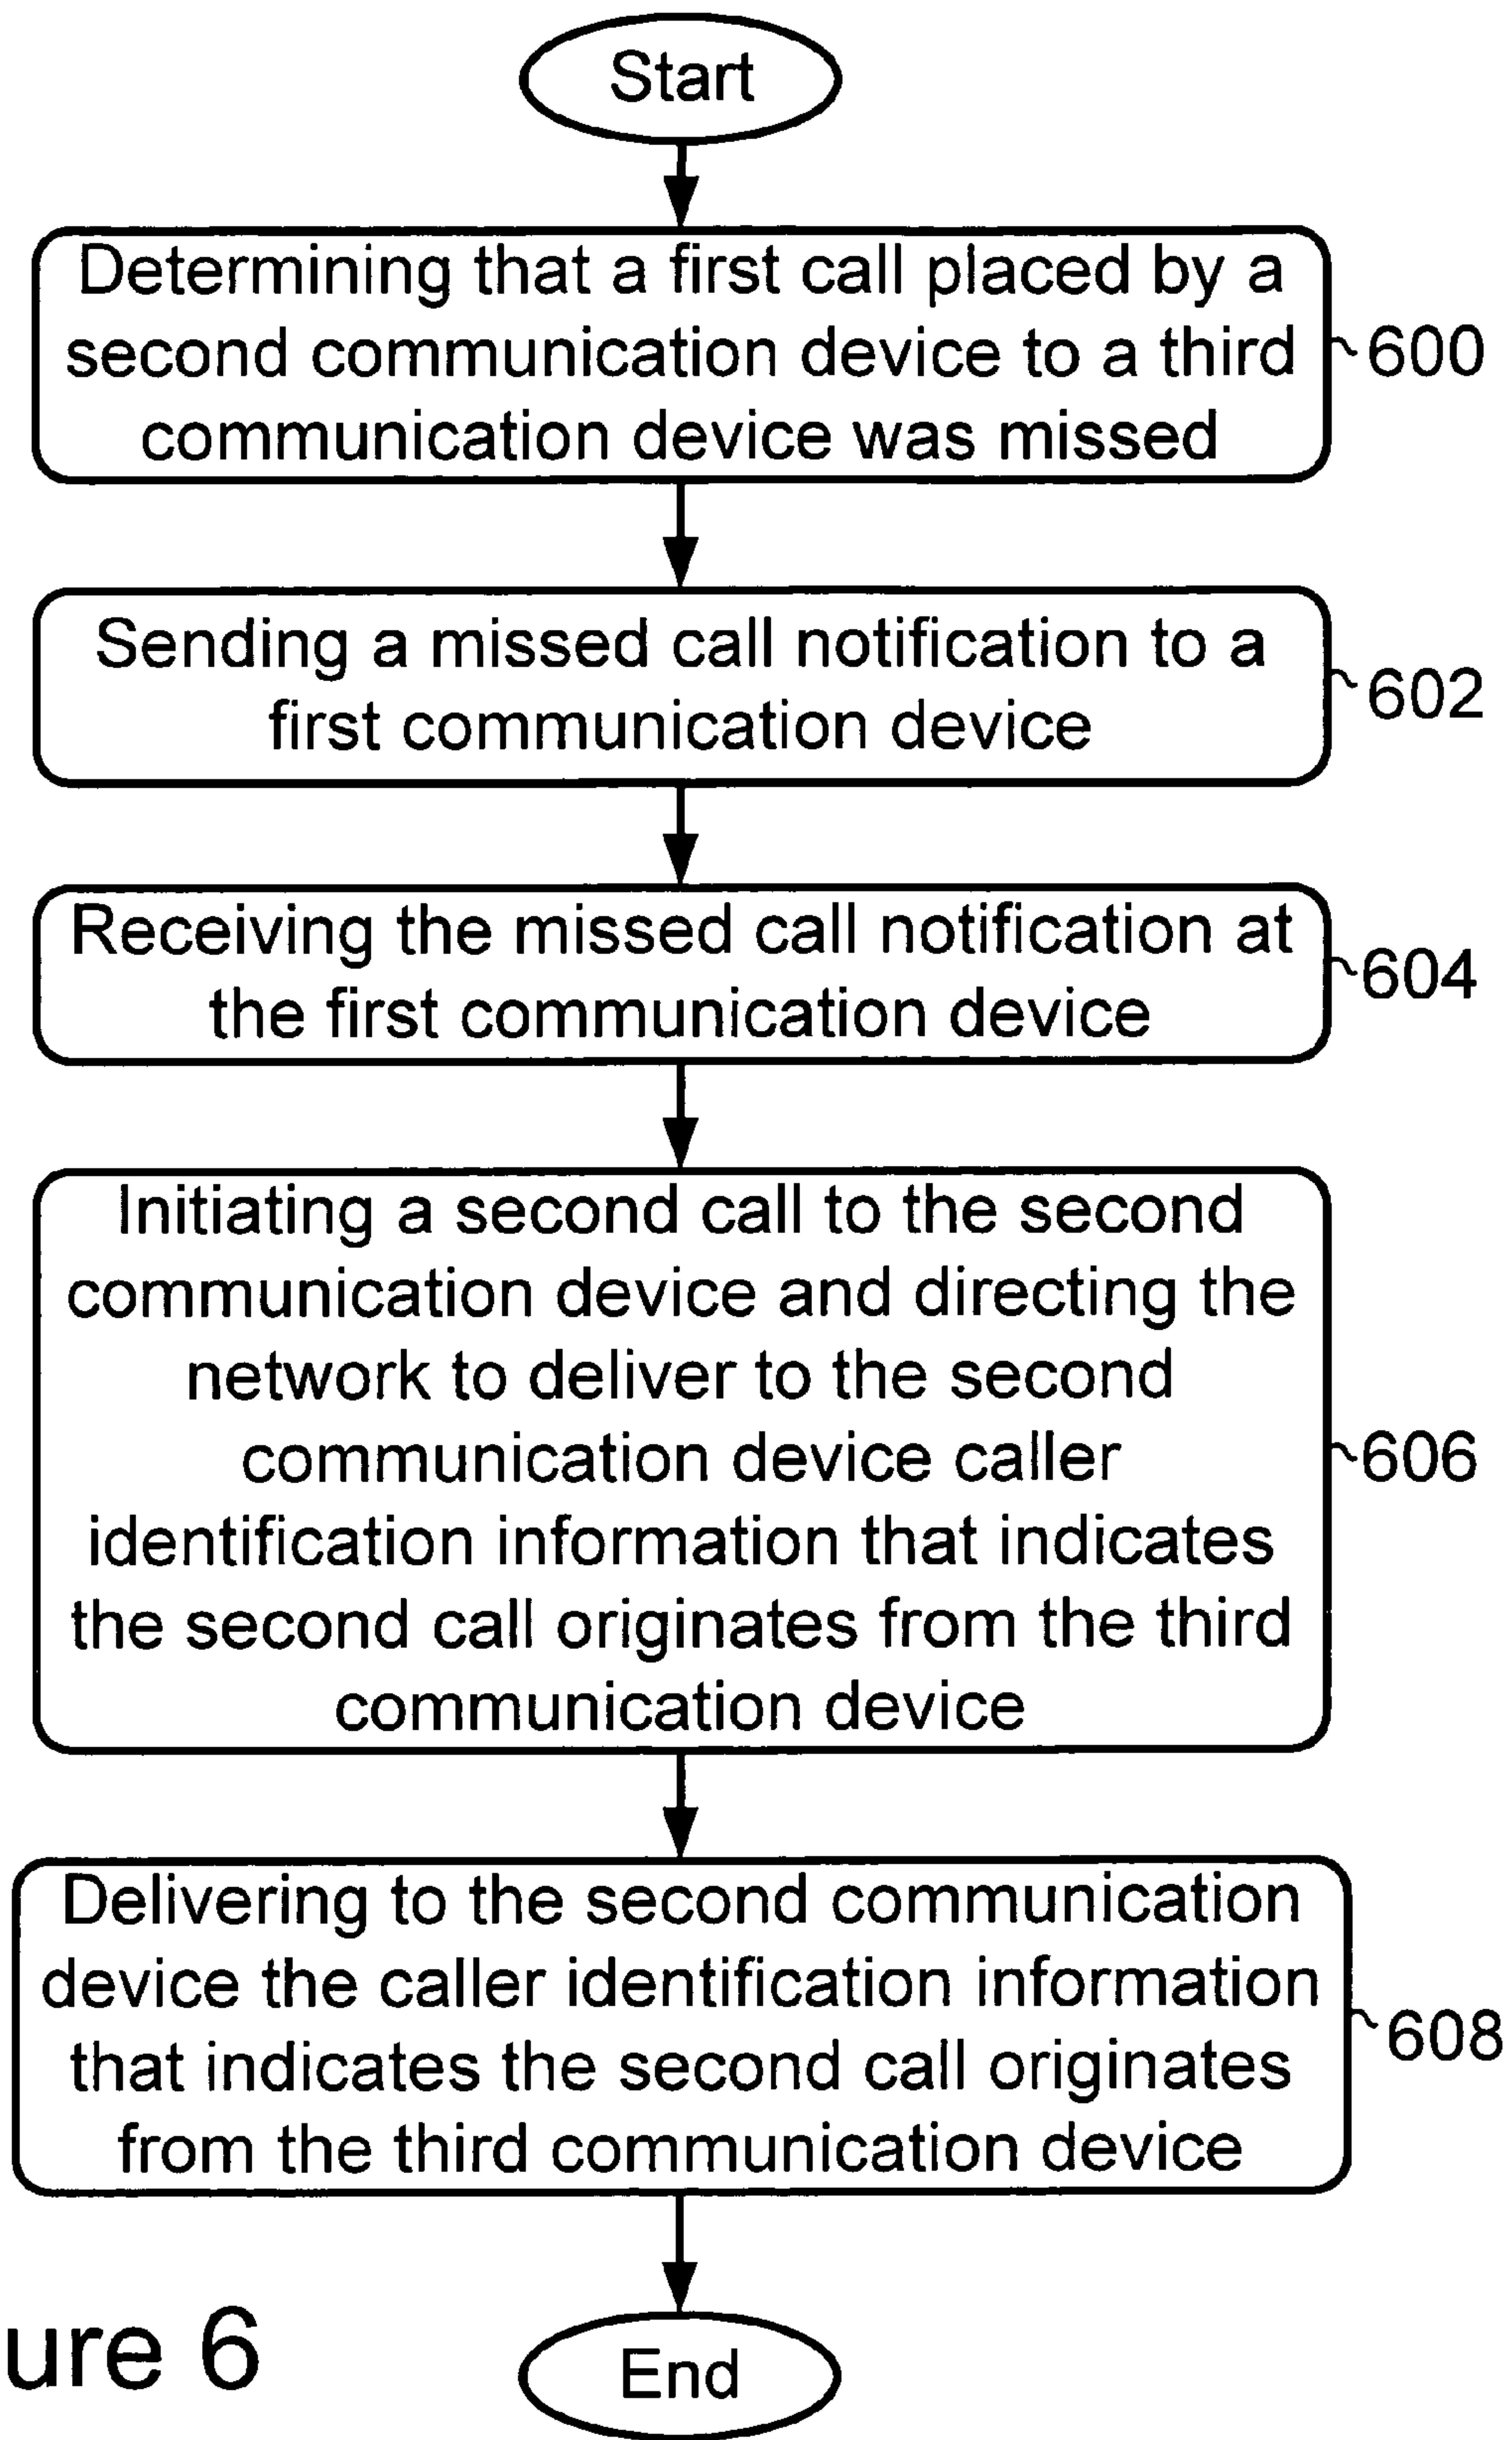 Start
Determining that a first call placed by a
second communication device to a third
communication device was missed
600
Sending a missed call notification to a
first communication device
602
Receiving the missed call notification at
the first communication device
604
Initiating a second call to the second
communication device and directing the
network to deliver to the second
communication device caller
identification information that indicates
the second call originates from the third
communication device
606
Delivering to the second communication
device the caller identification information
that indicates the second call originates
from the third communication device
608
ure 6
End